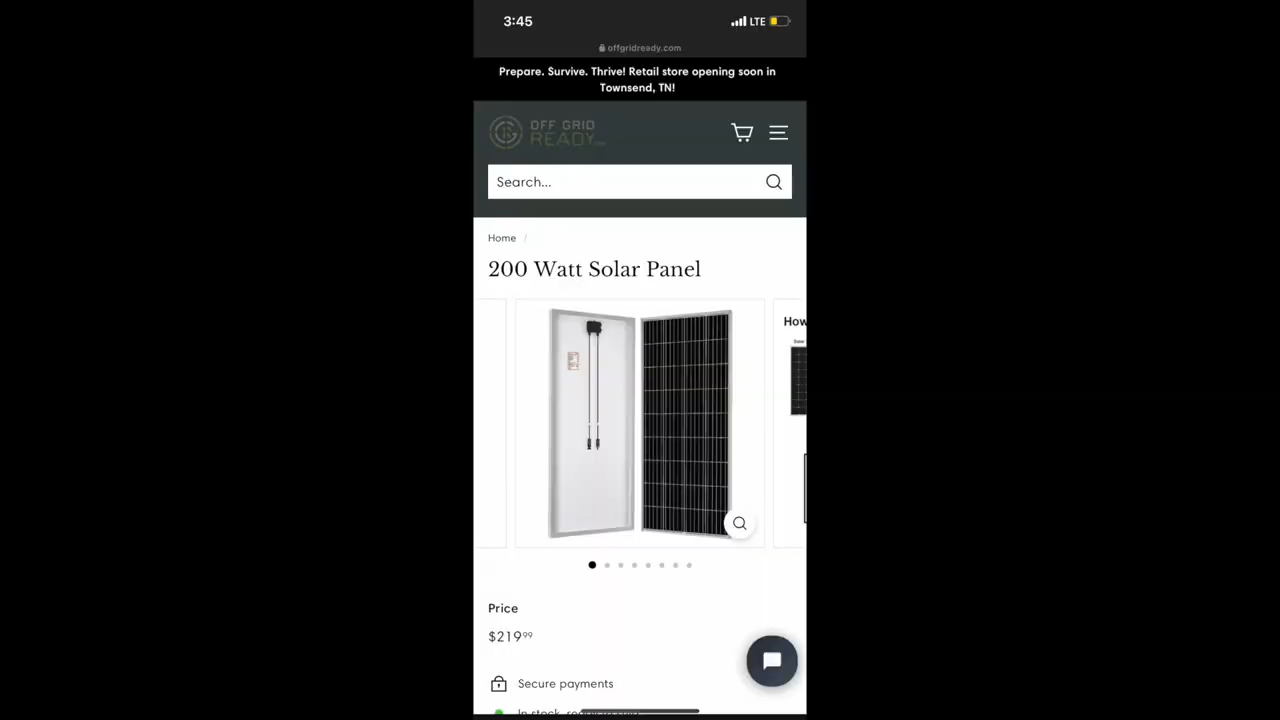 3:45
LTE
offgridready.com
Prepare. Survive. Thrive! Retail store opening soon in
Townsend, TN!
OFF GRID
READY
Search...
Home /
200 Watt Solar Panel
How
Solar
Price
$219.99
Secure payments
In stock,